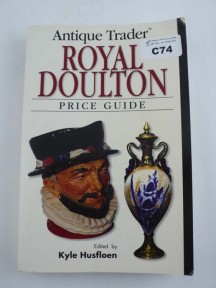 Antique Trader®
ROYAL
DOULTON
PRICE GUIDE
C74
Edited by
Kyle Husfloen